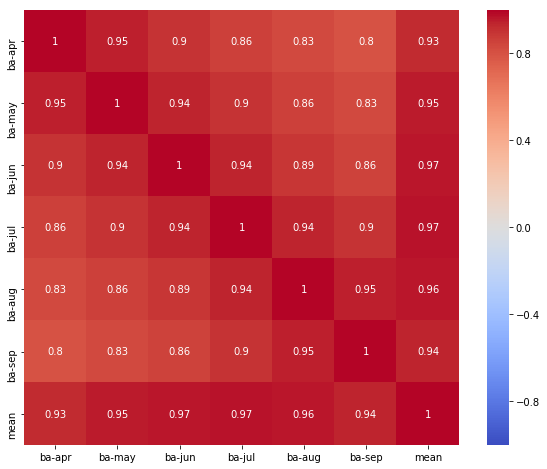 ba-apr 1 0.95 0.9 0.86 0.83 0.8 0.93
ba-may 0.95 1 0.94 0.9 0.86 0.83 0.95
ba-jun 0.9 0.94 1 0.94 0.89 0.86 0.97
ba-jul 0.86 0.9 0.94 1 0.94 0.9 0.97
ba-aug 0.83 0.86 0.89 0.94 1 0.95 0.96
ba-sep 0.8 0.83 0.86 0.9 0.95 1 0.94
mean 0.93 0.95 0.97 0.97 0.96 0.94 1
ba-apr ba-may ba-jun ba-jul ba-aug ba-sep mean
0.8
0.4
0.0
−0.4
−0.8